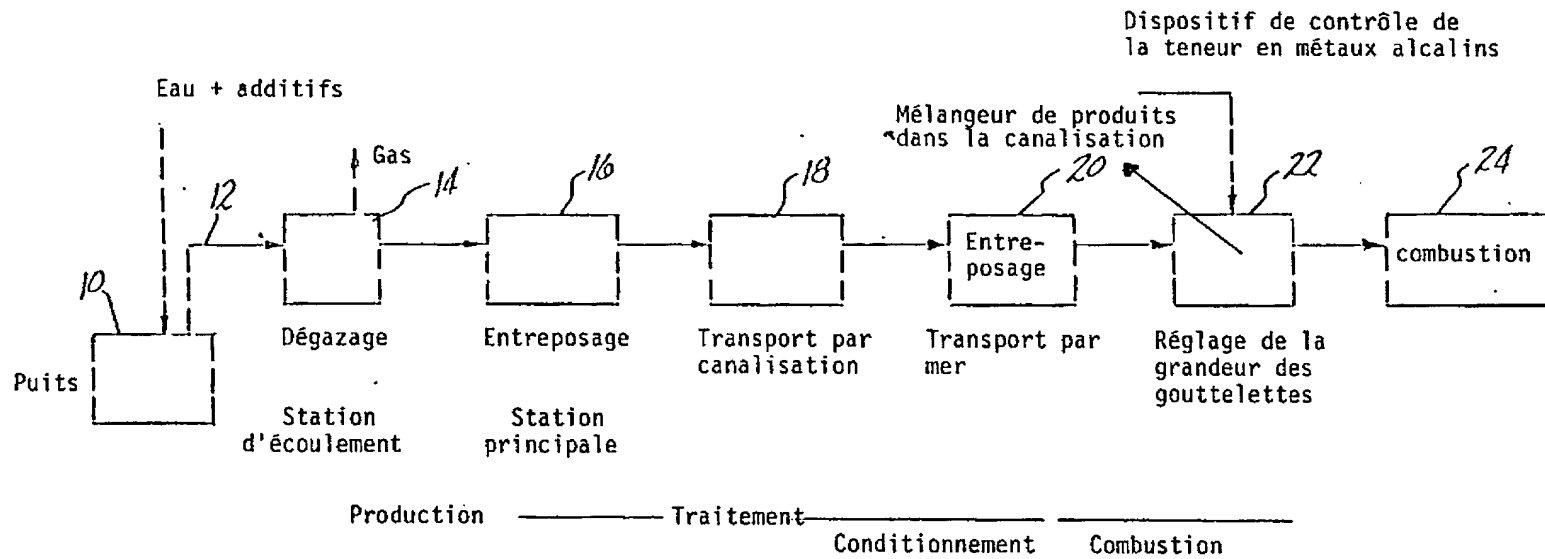 Dispositif de contrôle de
la teneur en métaux alcalins
Eau + additifs
Mélangeur de produits
dans la canalisation
Gas
10
12
14
16
18
20
22
24
Entre-
posage
combustion
Puits
Dégazage
Entreposage
Transport par
canalisation
Transport par
mer
Réglage de la
grandeur des
gouttelettes
Station
d'écoulement
Station
principale
Production
Traitement
Conditionnement
Combustion